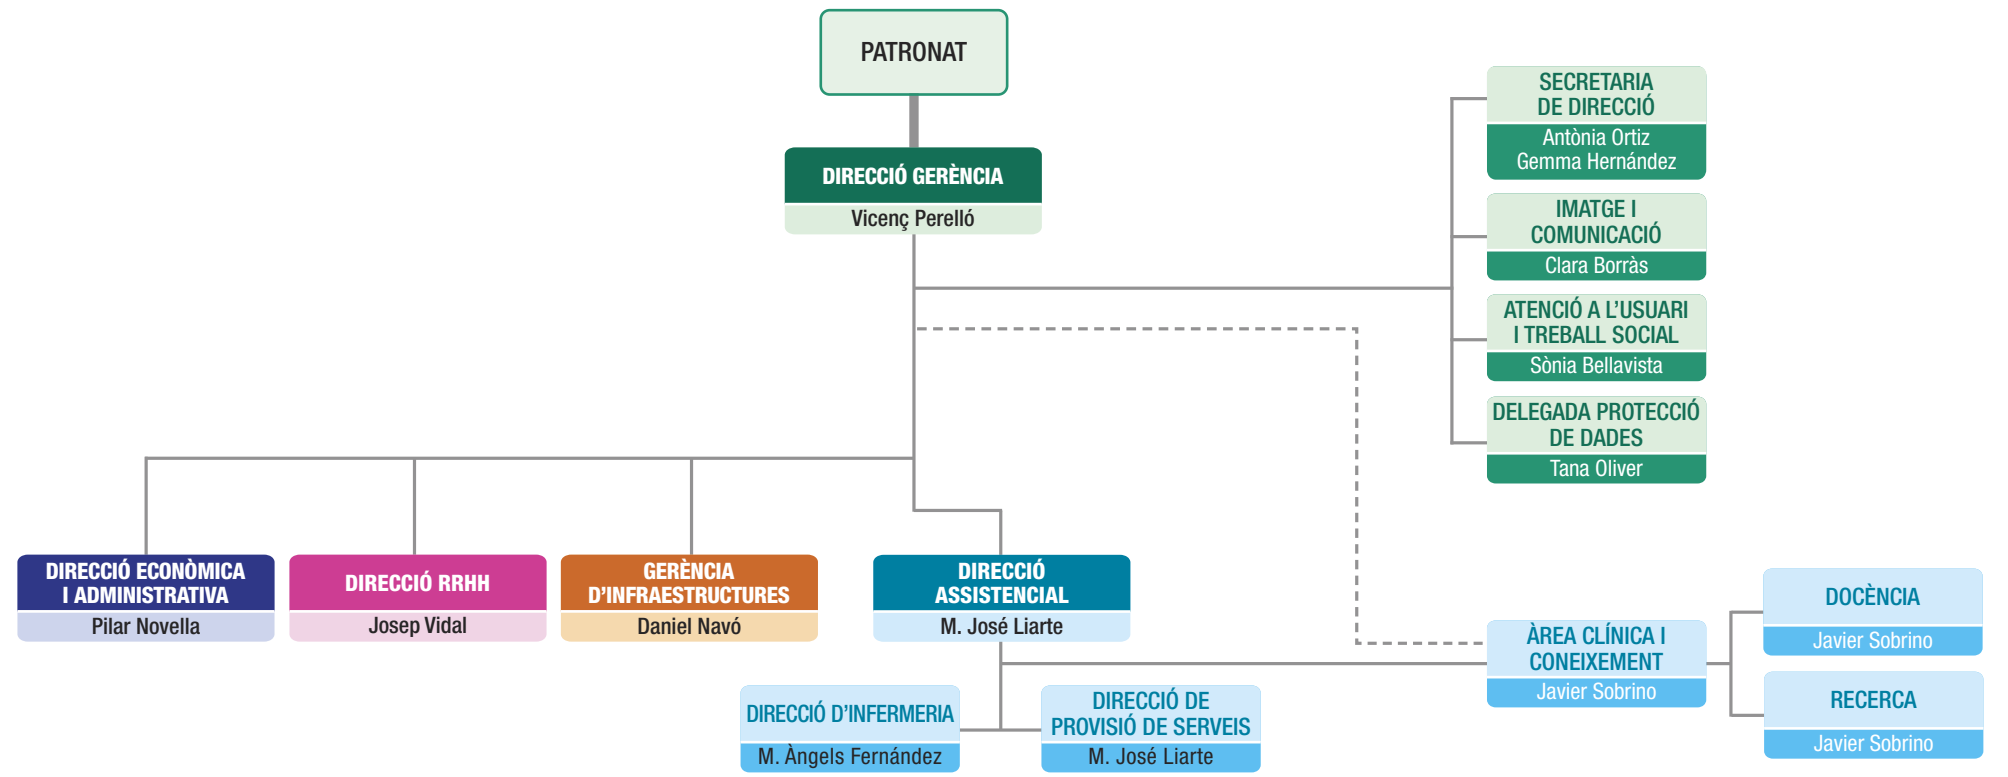 PATRONAT
DIRECCIÓ GERÈNCIA
Vicenç Perelló
SECRETARIA
DE DIRECCIÓ
Antònia Ortiz
Gemma Hernández
IMATGE I
COMUNICACIÓ
Clara Borràs
ATENCIÓ A L’USUARI
I TREBALL SOCIAL
Sònia Bellavista
DELEGADA PROTECCIÓ
DE DADES
Tana Oliver
DIRECCIÓ ECONÒMICA
I ADMINISTRATIVA
Pilar Novella
DIRECCIÓ RRHH
Josep Vidal
GERÈNCIA
D’INFRAESTRUCTURES
Daniel Navó
DIRECCIÓ
ASSISTENCIAL
M. José Liarte
DIRECCIÓ D’INFERMERIA
M. Àngels Fernández
DIRECCIÓ DE
PROVISIÓ DE SERVEIS
M. José Liarte
ÀREA CLÍNICA I
CONEIXEMENT
Javier Sobrino
DOCÈNCIA
Javier Sobrino
RECERCA
Javier Sobrino